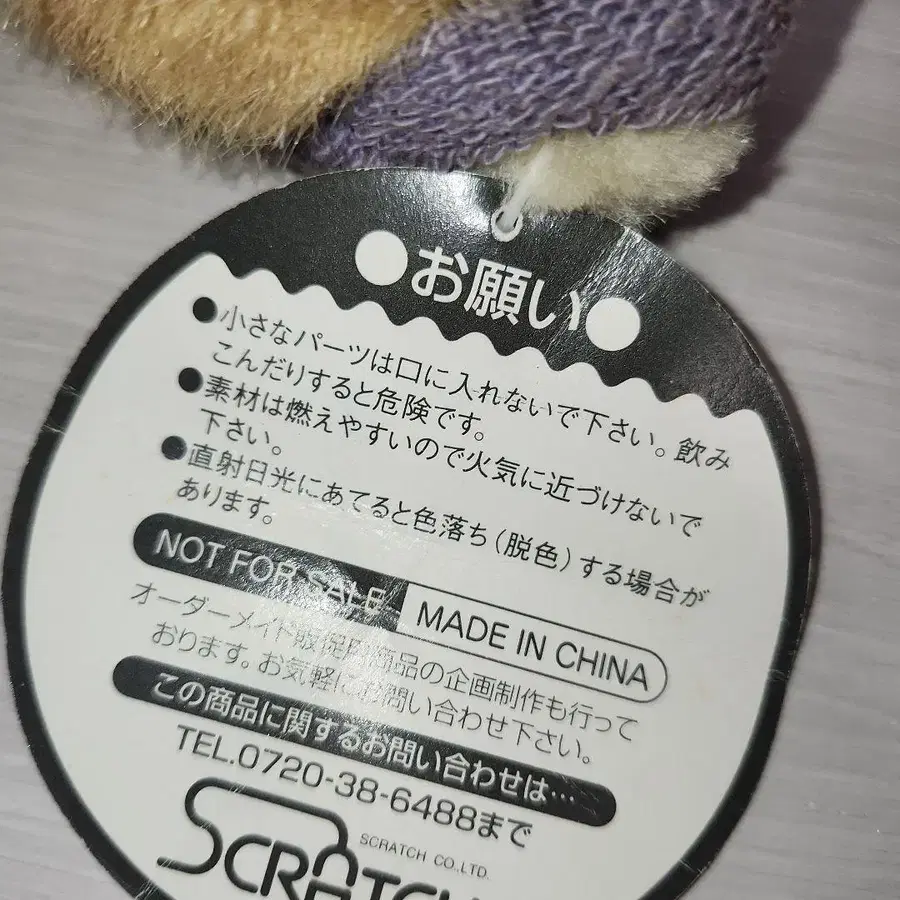 ●お願い●
●小さなパーツは口に入れないで下さい。飲み
こんだりすると危険です。
●素材は燃えやすいので火気に近づけないで
下さい。
●直射日光にあてると色落ち（脱色）する場合が
あります。
NOT FOR SALE MADE IN CHINA
オーダーメイド販促用商品の企画制作も行って
おります。お気軽にお問い合わせ下さい。
この商品に関するお問い合わせは…
TEL.0720-38-6488まで
SCRATCH CO.,LTD.
SCRATCH